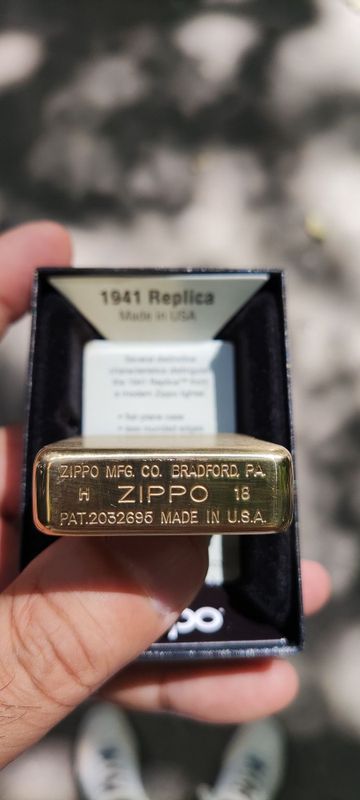 1941 Replica
Made in USA
Several distinctive
characteristics distinguish
the 1941 Replica™ from
a modern Zippo lighter.
• flat plane case
ZIPPO MFG. CO. BRADFORD, PA.
H ZIPPO 18
PAT.2032695 MADE IN U.S.A.